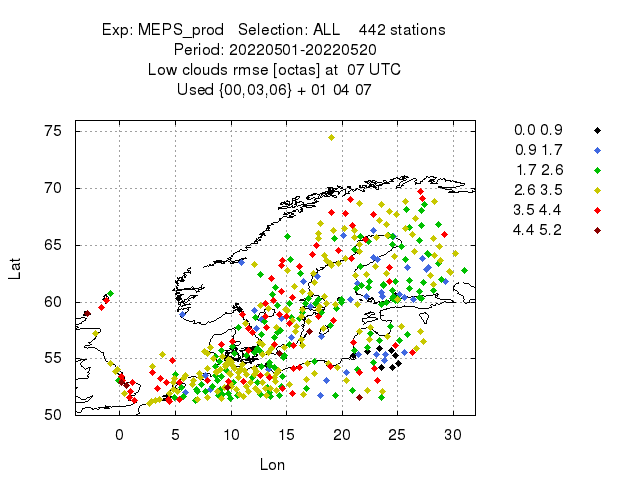 Exp: MEPS_prod Selection: ALL 442 stations
Period: 20220501-20220520
Low clouds rmse [octas] at 07 UTC
Used {00,03,06} + 01 04 07
0.0 0.9
0.9 1.7
1.7 2.6
2.6 3.5
3.5 4.4
4.4 5.2
75
70
65
60
55
50
Lat
0 5 10 15 20 25 30
Lon